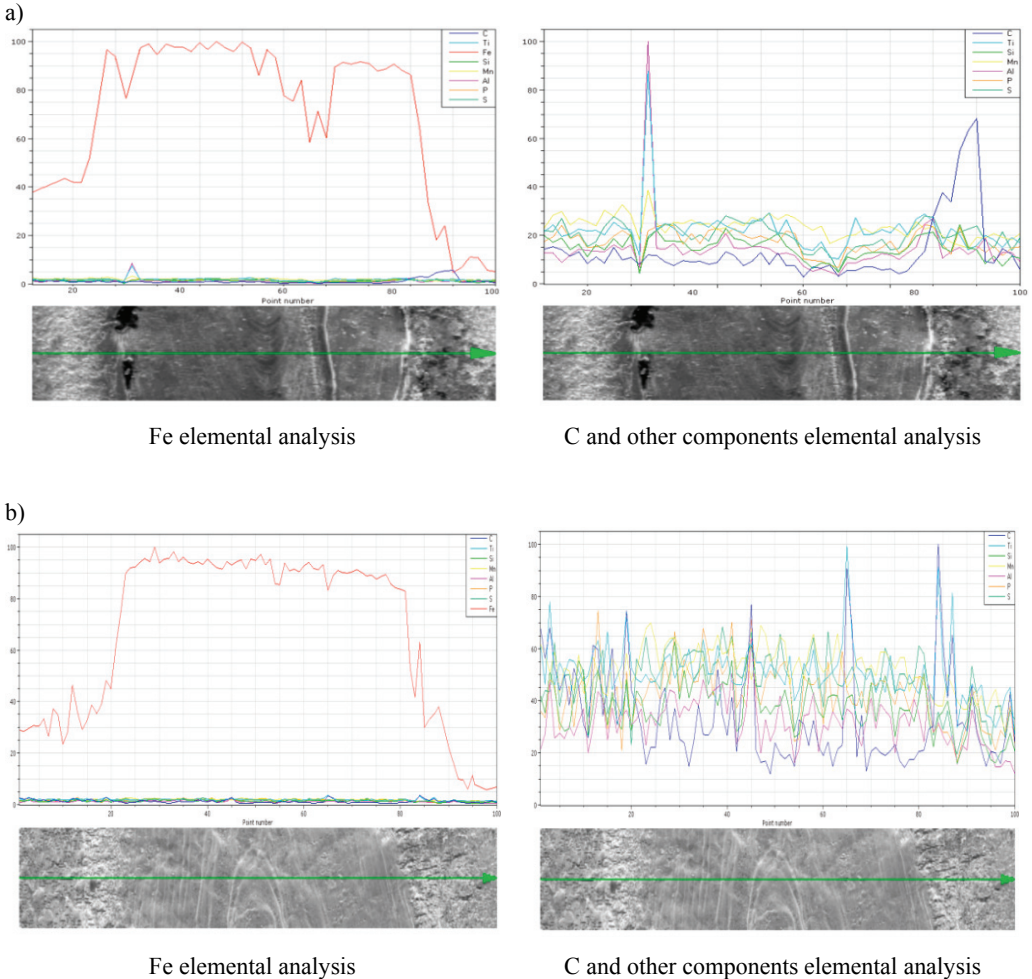 a)
100
80
60
40
20
0
20
40
60
80
100
Point number
C
Ti
Fe
Si
Mn
Al
P
S
100
80
60
40
20
0
20
40
60
80
100
Point number
C
Ti
Si
Mn
Al
P
S
Fe elemental analysis
C and other components elemental analysis
b)
100
80
60
40
20
0
20
40
60
80
100
Point number
C
Ti
Si
Mn
Al
P
S
Fe
100
80
60
40
20
0
20
40
60
80
100
Point number
C
Ti
Si
Mn
Al
P
S
Fe elemental analysis
C and other components elemental analysis